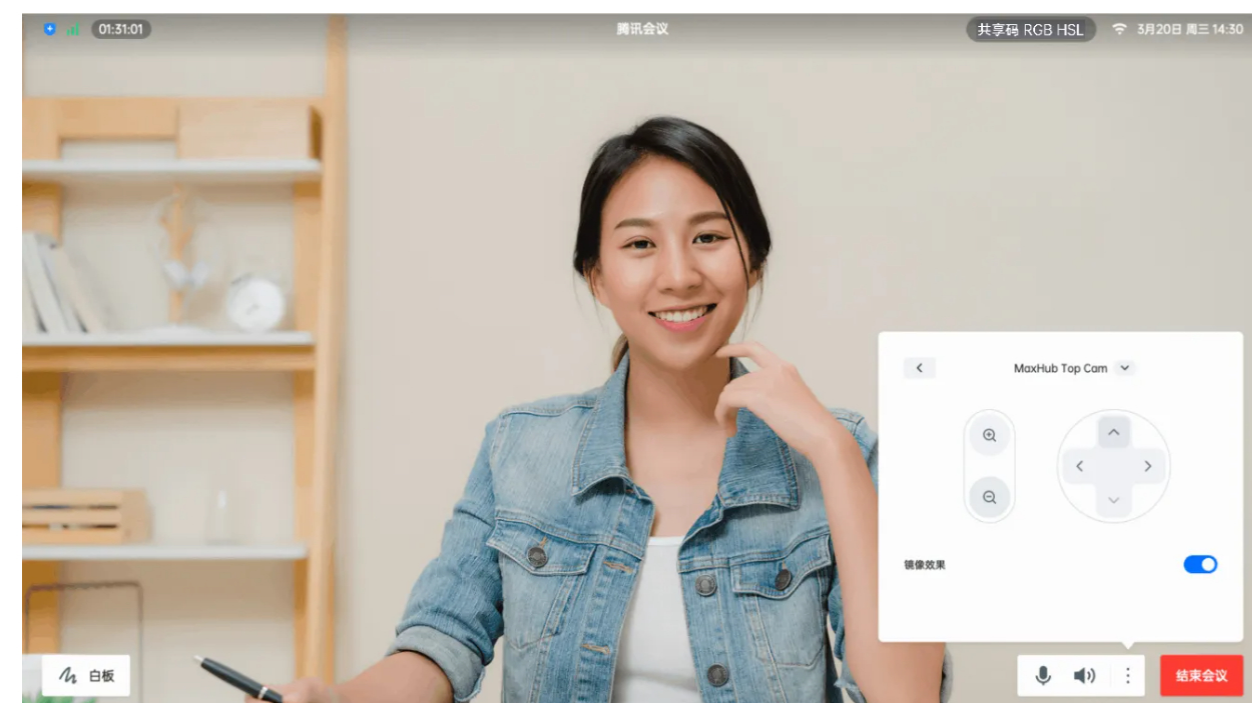 01:31:01
腾讯会议
共享码 RGB HSL
3月20日 周三 14:30
MaxHub Top Cam
镜像效果
白板
结束会议